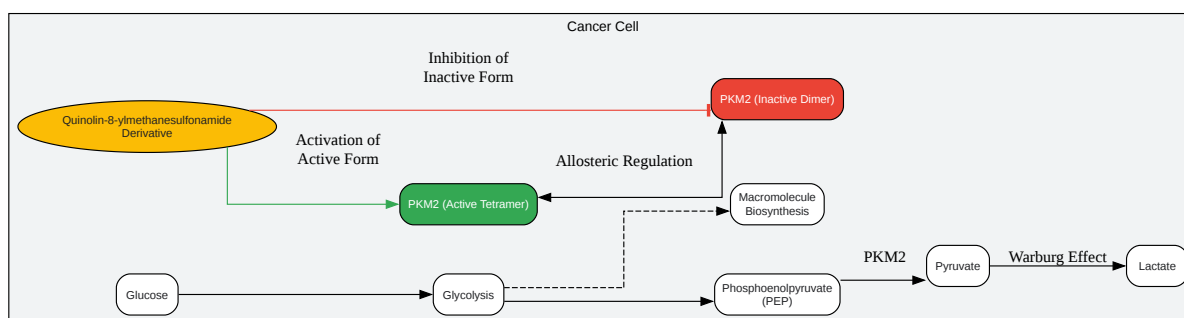 Cancer Cell
Inhibition of
Inactive Form
PKM2 (Inactive Dimer)
Quinolin-8-ylmethanesulfonamide
Derivative
Activation of
Active Form
Allosteric Regulation
PKM2 (Active Tetramer)
Macromolecule
Biosynthesis
PKM2
Warburg Effect
Glucose
Glycolysis
Phosphoenolpyruvate
(PEP)
Pyruvate
Lactate